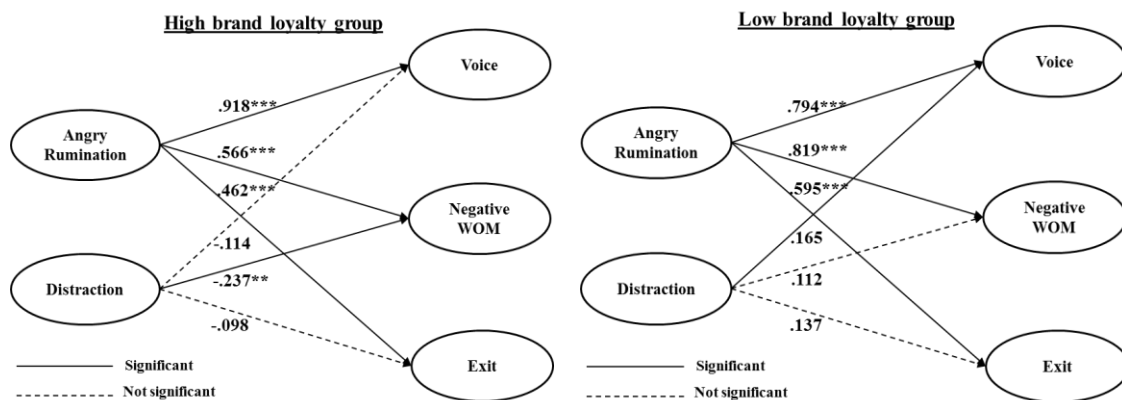 High brand loyalty group
Voice
.918***
Angry
Rumination
.566***
.462***
Negative
WOM
-.114
Distraction
-.237**
-.098
Exit
Significant
Not significant
Low brand loyalty group
Voice
.794***
Angry
Rumination
.819***
.595***
Negative
WOM
.165
Distraction
.112
.137
Exit
Significant
Not significant